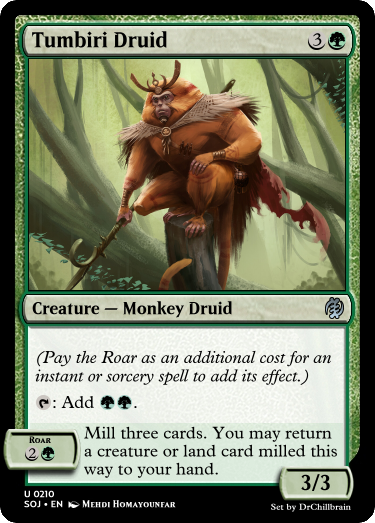 Tumbiri Druid 3
Creature — Monkey Druid
(Pay the Roar as an additional cost for an
instant or sorcery spell to add its effect.)
: Add .
Roar
2
Mill three cards. You may return
a creature or land card milled this
way to your hand.
3/3
U 0210
SOJ • EN Mehdi Homayounfar
Set by DrChillbrain